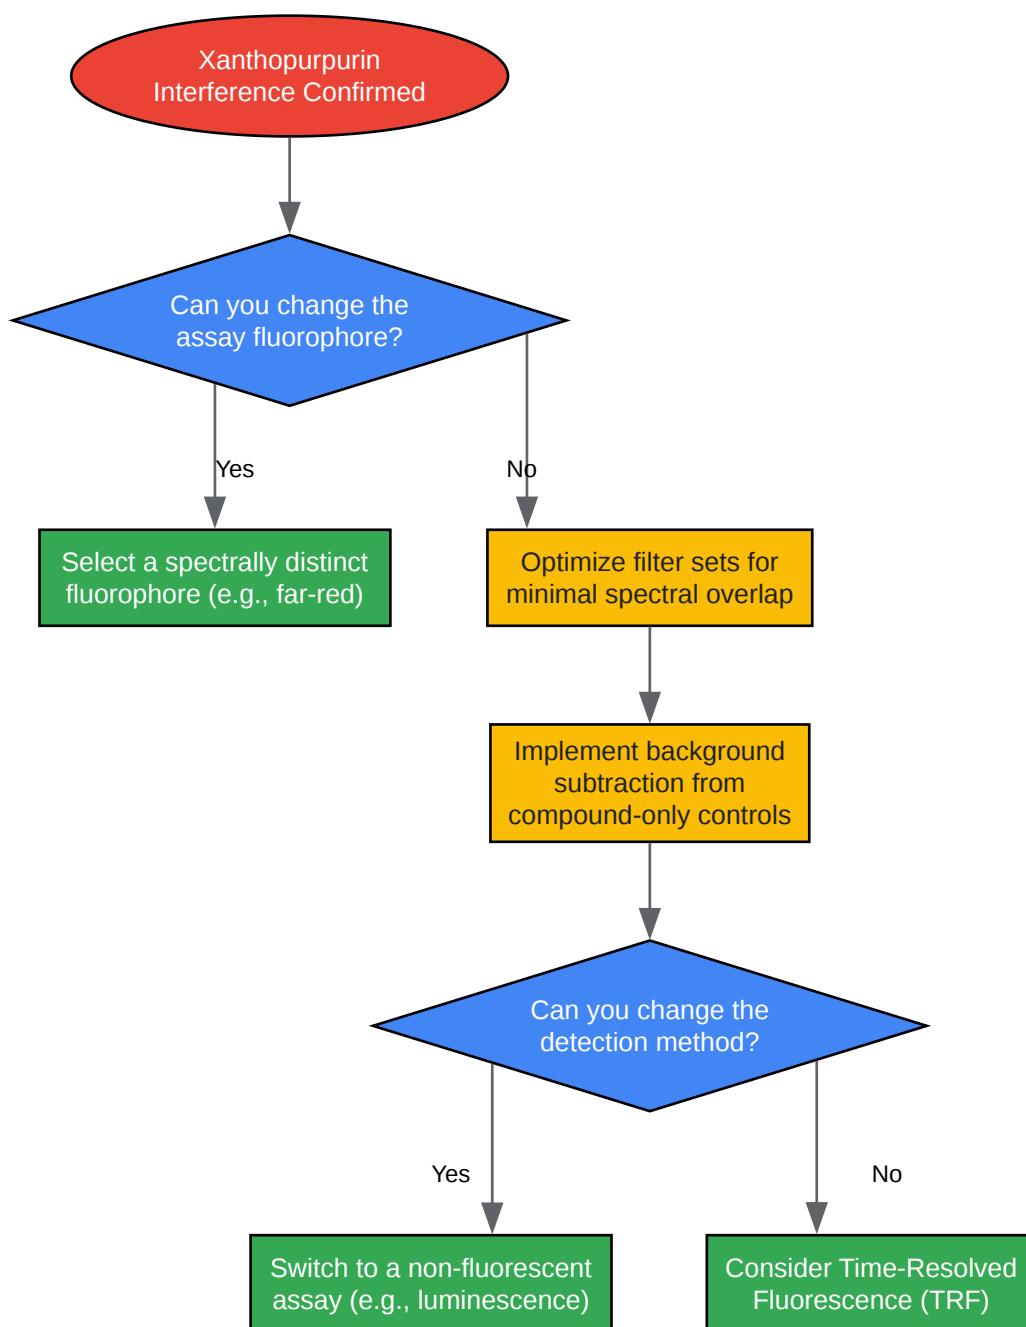 Xanthopurpurin
Interference Confirmed
Can you change the
assay fluorophore?
Yes
No
Select a spectrally distinct
fluorophore (e.g., far-red)
Optimize filter sets for
minimal spectral overlap
Implement background
subtraction from
compound-only controls
Can you change the
detection method?
Yes
No
Switch to a non-fluorescent
assay (e.g., luminescence)
Consider Time-Resolved
Fluorescence (TRF)